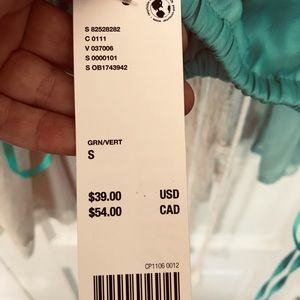 S 82528282
C 0111
V 037006
S 0000101
S OB1743942
GRN/VERT
S
$39.00 USD
$54.00 CAD
CP1106 0012